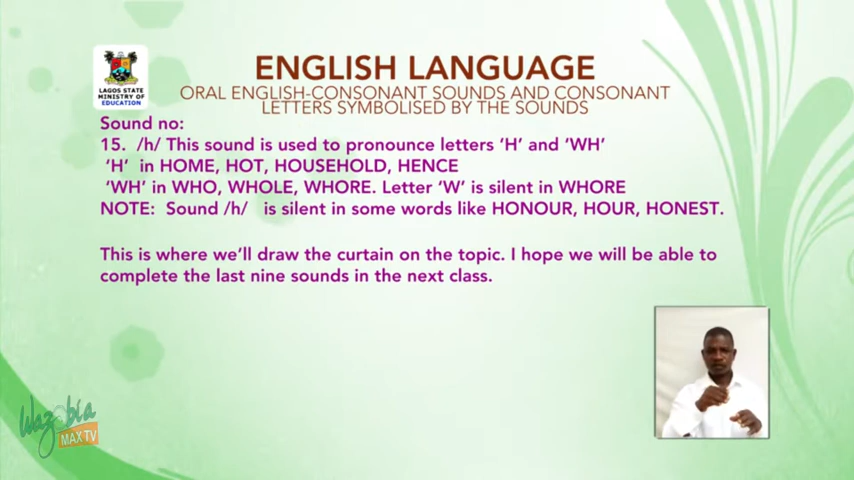 LAGOS STATE
MINISTRY OF
EDUCATION
ENGLISH LANGUAGE
ORAL ENGLISH-CONSONANT SOUNDS AND CONSONANT
LETTERS SYMBOLISED BY THE SOUNDS
Sound no:
15. /h/ This sound is used to pronounce letters ‘H’ and ‘WH’
‘H’ in HOME, HOT, HOUSEHOLD, HENCE
‘WH’ in WHO, WHOLE, WHORE. Letter ‘W’ is silent in WHORE
NOTE: Sound /h/ is silent in some words like HONOUR, HOUR, HONEST.
This is where we’ll draw the curtain on the topic. I hope we will be able to
complete the last nine sounds in the next class.
Wazobia
MAX TV